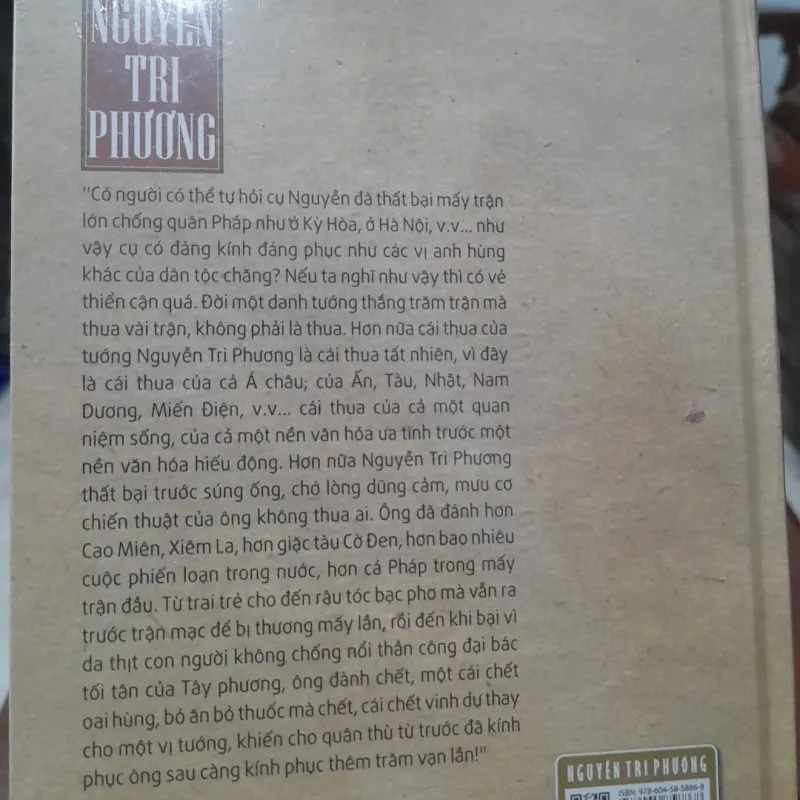 NGUYỄN
TRI
PHƯƠNG
"Có người có thể tự hỏi cụ Nguyễn đã thất bại mấy trận
lớn chống quân Pháp như ở Kỳ Hòa, ở Hà Nội, v.v... như
vậy cụ có đáng kính đáng phục như các vị anh hùng
khác của dân tộc chăng? Nếu ta nghĩ như vậy thì có vẻ
thiển cận quá. Đời một danh tướng thắng trăm trận mà
thua vài trận, không phải là thua. Hơn nữa cái thua của
tướng Nguyễn Tri Phương là cái thua tất nhiên, vì đây
là cái thua của cả Á châu; của Ấn, Tàu, Nhật, Nam
Dương, Miến Điện, v.v... cái thua của cả một quan
niệm sống, của cả một nền văn hóa ưa tĩnh trước một
nền văn hóa hiếu động. Hơn nữa Nguyễn Tri Phương
thất bại trước súng ống, chớ lòng dũng cảm, mưu cơ
chiến thuật của ông không thua ai. Ông đã đánh hơn
Cao Miên, Xiêm La, hơn giặc tàu Cờ Đen, hơn bao nhiêu
cuộc phiến loạn trong nước, hơn cả Pháp trong mấy
trận đầu. Từ trai trẻ cho đến râu tóc bạc phơ mà vẫn ra
trước trận mạc để bị thương mấy lần, rồi đến khi bại vì
da thịt con người không chống nổi thần công đại bác
tối tân của Tây phương, ông đành chết, một cái chết
oai hùng, bỏ ăn bỏ thuốc mà chết, cái chết vinh dự thay
cho một vị tướng, khiến cho quân thù từ trước đã kính
phục ông sau càng kính phục thêm trăm vạn lần!"
NGUYỄN TRI PHƯƠNG
ISBN: 978-604-58-5886-8